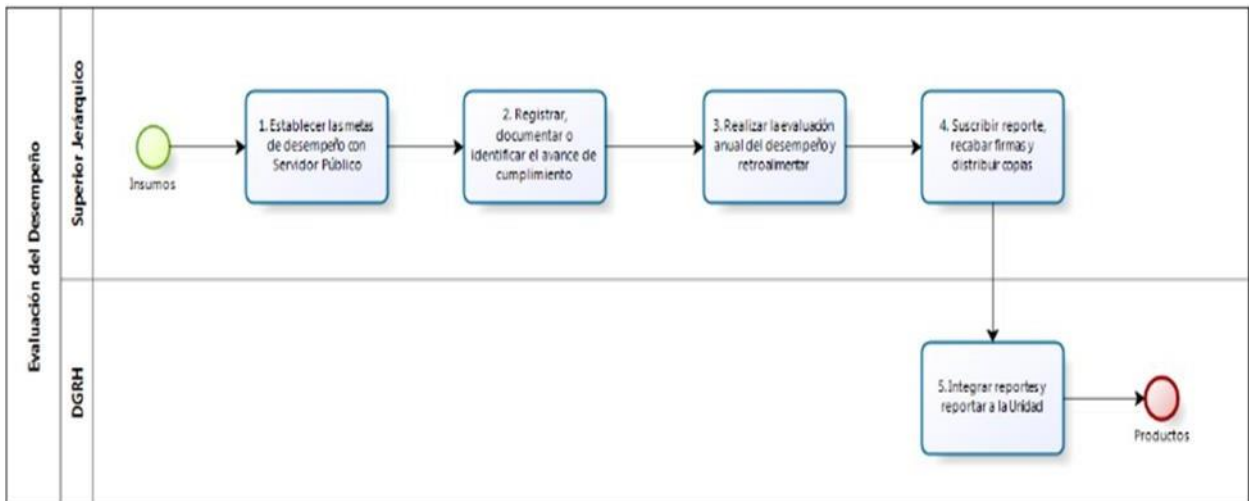 Evaluación del Desempeño
Superior Jerárquico
Insumos
1. Establecer las metas
de desempeño con
Servidor Público
2. Registrar,
documentar o
identificar el avance de
cumplimiento
3. Realizar la evaluación
anual del desempeño y
retroalimentar
4. Suscribir reporte,
recabar firmas y
distribuir copias
DGRH
5. Integrar reportes y
reportar a la Unidad
Productos